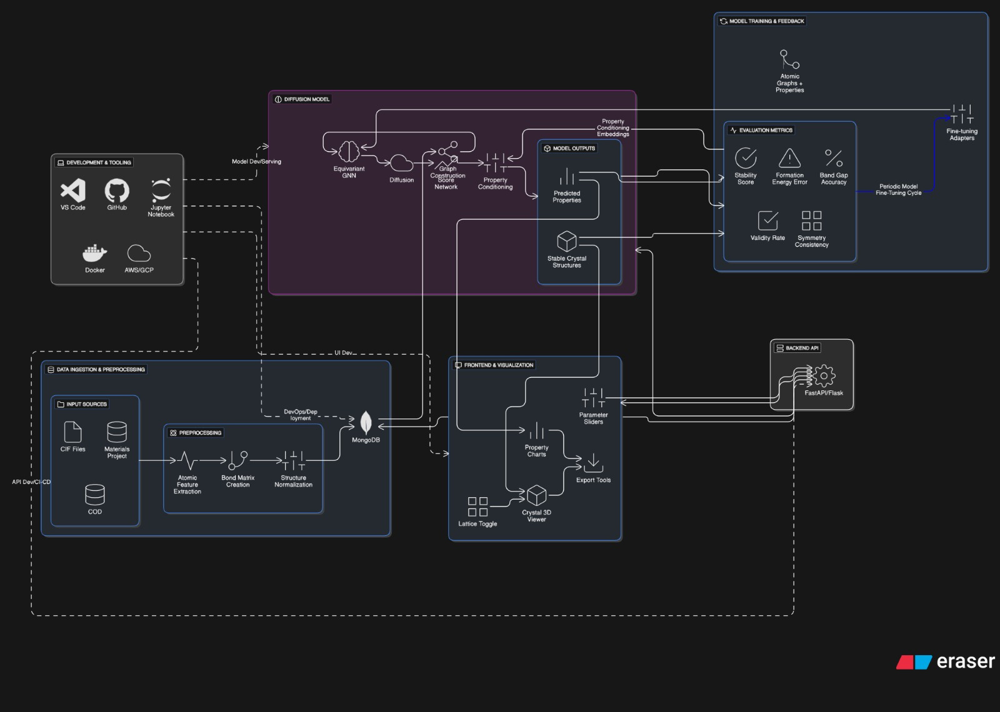 MODEL TRAINING & FEEDBACK
Atomic
Graphs +
Properties
Fine-tuning
Adapters
EVALUATION METRICS
Stability
Score
Formation
Energy Error
Band Gap
Accuracy
Validity Rate
Symmetry
Consistency
Periodic Model
Fine-Tuning Cycle
DIFFUSION MODEL
Property
Conditioning
Embeddings
Equivariant
GNN
Diffusion
Graph
Construction
Score
Network
Property
Conditioning
MODEL OUTPUTS
Predicted
Properties
Stable Crystal
Structures
DEVELOPMENT & TOOLING
VS Code
GitHub
Jupyter
Notebook
Docker
AWS/GCP
Model Dev/Serving
UI Dev
DevOps/Dep
loyment
API Dev/CI-CD
DATA INGESTION & PREPROCESSING
INPUT SOURCES
CIF Files
Materials
Project
COD
PREPROCESSING
Atomic
Feature
Extraction
Bond Matrix
Creation
Structure
Normalization
MongoDB
FRONTEND & VISUALIZATION
Parameter
Sliders
Property
Charts
Export Tools
Crystal 3D
Viewer
Lattice Toggle
BACKEND API
FastAPI/Flask
eraser